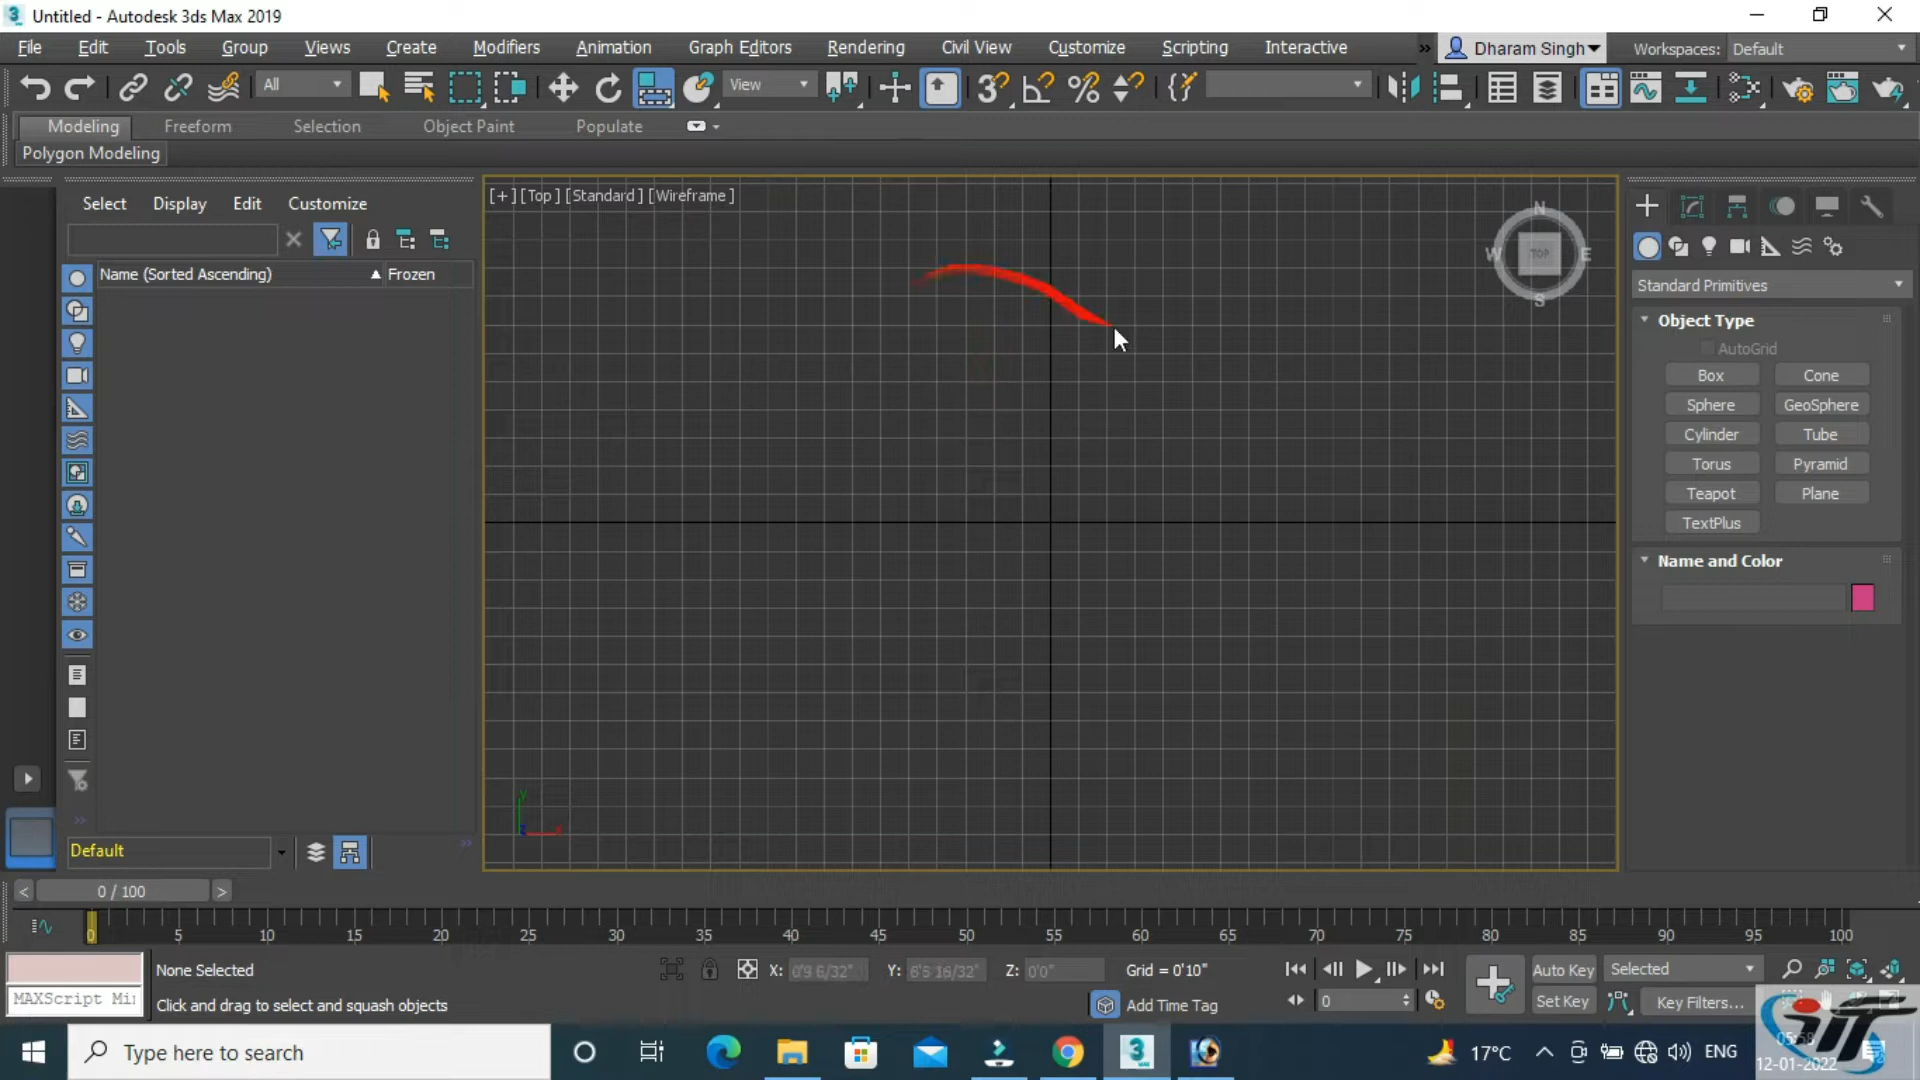 Untitled - Autodesk 3ds Max 2019
File Edit Tools Group Views Create Modifiers Animation Graph Editors Rendering Civil View Customize Scripting Interactive » Dharam Singh Workspaces: Default
All View
Modeling Freeform Selection Object Paint Populate
Polygon Modeling
Select Display Edit Customize
Name (Sorted Ascending) Frozen
[+] [Top] [Standard] [Wireframe]
N
W TOP E
S
Standard Primitives
Object Type
AutoGrid
Box Cone
Sphere GeoSphere
Cylinder Tube
Torus Pyramid
Teapot Plane
TextPlus
Name and Color
Default
< 0 / 100 >
0 5 10 15 20 25 30 35 40 45 50 55 60 65 70 75 80 85 90 95 100
None Selected X: 0'9 6/32" Y: 6'5 16/32" Z: 0'0" Grid = 0'10" Auto Key Selected
MAXScript Mi Click and drag to select and squash objects Add Time Tag 0 Set Key Key Filters...
Type here to search 17°C ENG 05:58
12-01-2022